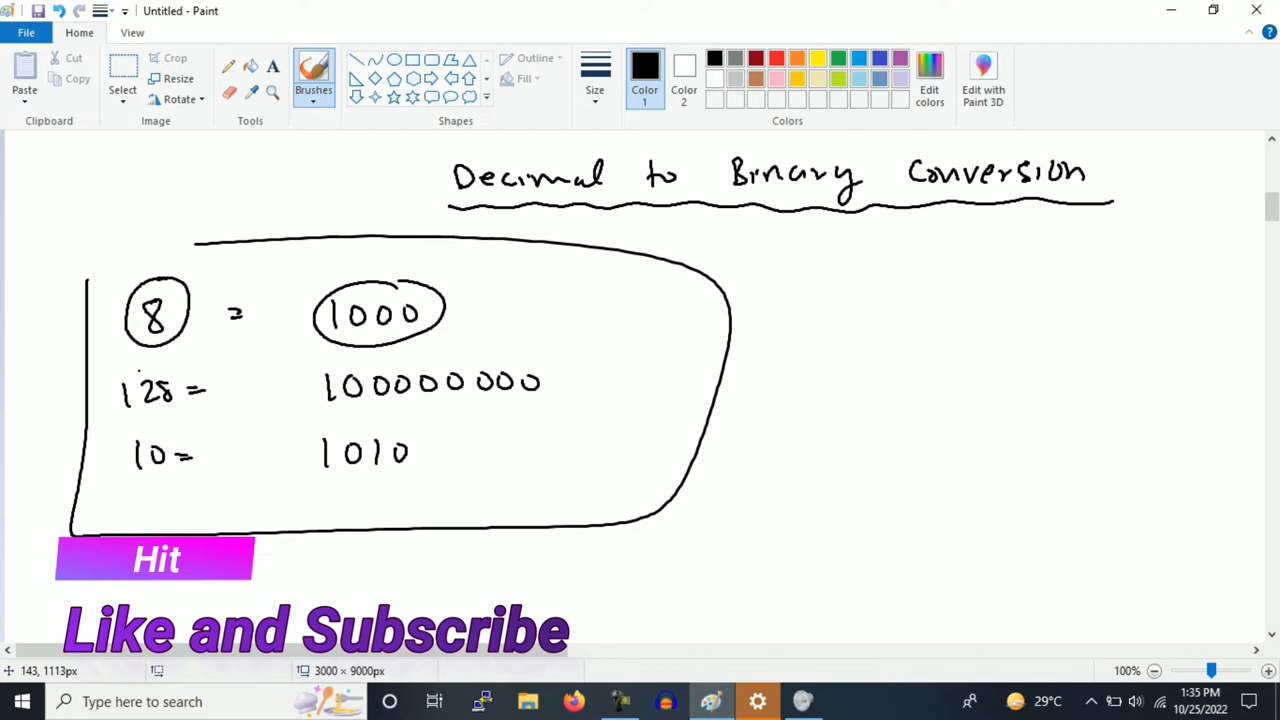 Untitled - Paint
File Home View
Paste Cut Copy Select Crop Resize Rotate Brushes Outline Fill Size Color 1 Color 2 Edit colors Edit with Paint 3D
Clipboard Image Tools Shapes Colors
Decimal to Binary Conversion
8 = 1000
128 = 100000000
10 = 1010
Hit
Like and Subscribe
143, 1113px 3000 × 9000px 100%
Type here to search 29°C 1:35 PM
10/25/2022